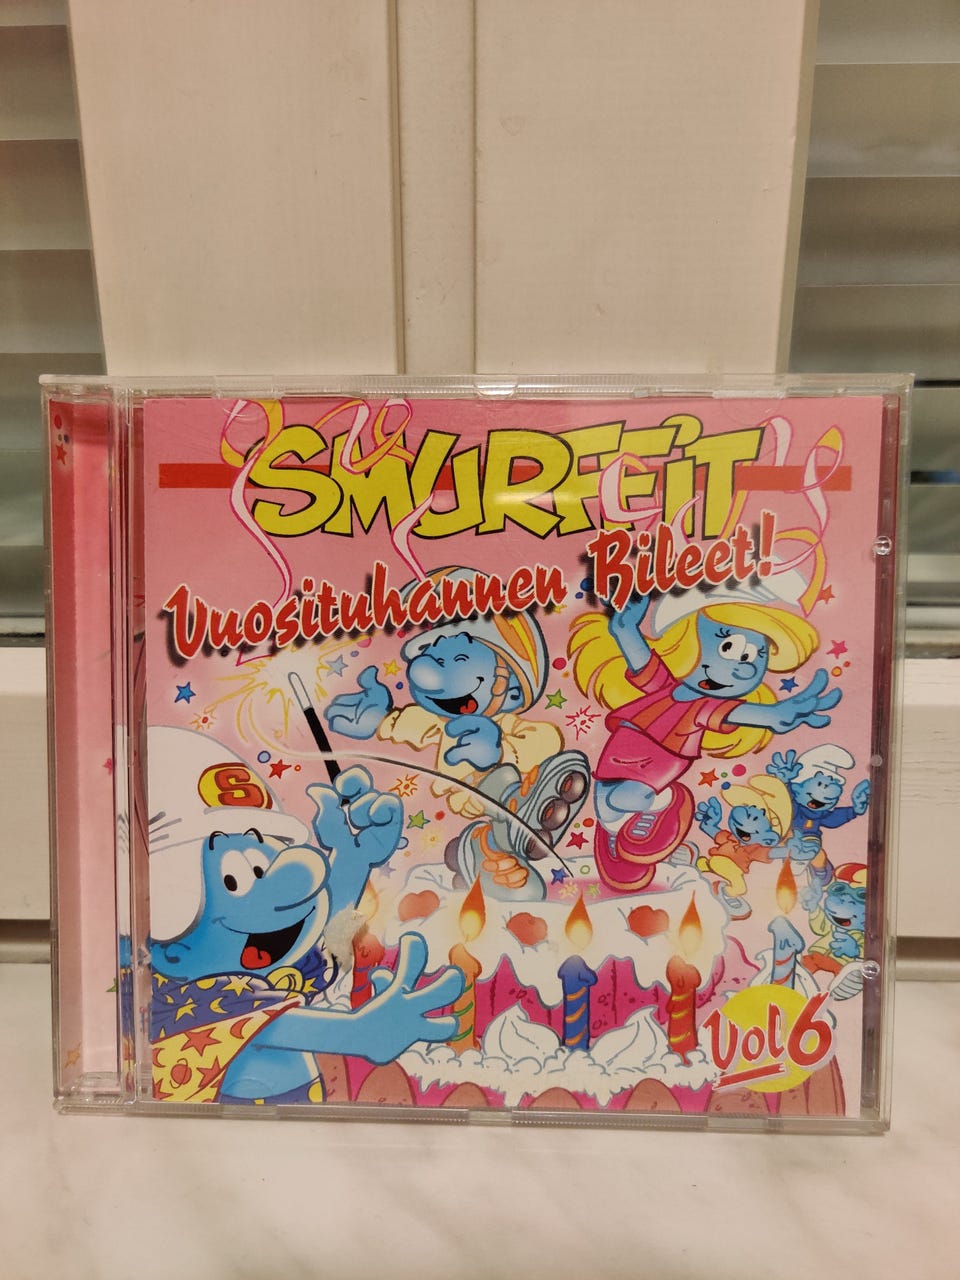 SMURFFiT
Vuosituhannen Bileet!
S
Vol 6